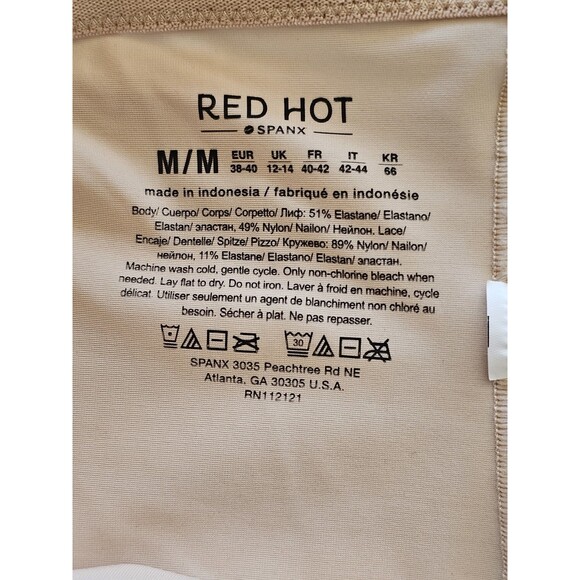 RED HOT
SPANX
M/M EUR 38-40 UK 12-14 FR 40-42 IT 42-44 KR 66
made in indonesia / fabriqué en indonésie
Body/ Cuerpo/ Corps/ Corpetto/ Лиф: 51% Elastane/ Elastano/
Elastan/ эластан, 49% Nylon/ Nailon/ Нейлон. Lace/
Encaje/ Dentelle/ Spitze/ Pizzo/ Кружево: 89% Nylon/ Nailon/
нейлон, 11% Elastane/ Elastano/ Elastan/ эластан.
Machine wash cold, gentle cycle. Only non-chlorine bleach when
needed. Lay flat to dry. Do not iron. Laver à froid en machine, cycle
délicat. Utiliser seulement un agent de blanchiment non chloré au
besoin. Sécher à plat. Ne pas repasser.
30
SPANX 3035 Peachtree Rd NE
Atlanta, GA 30305 U.S.A.
RN112121